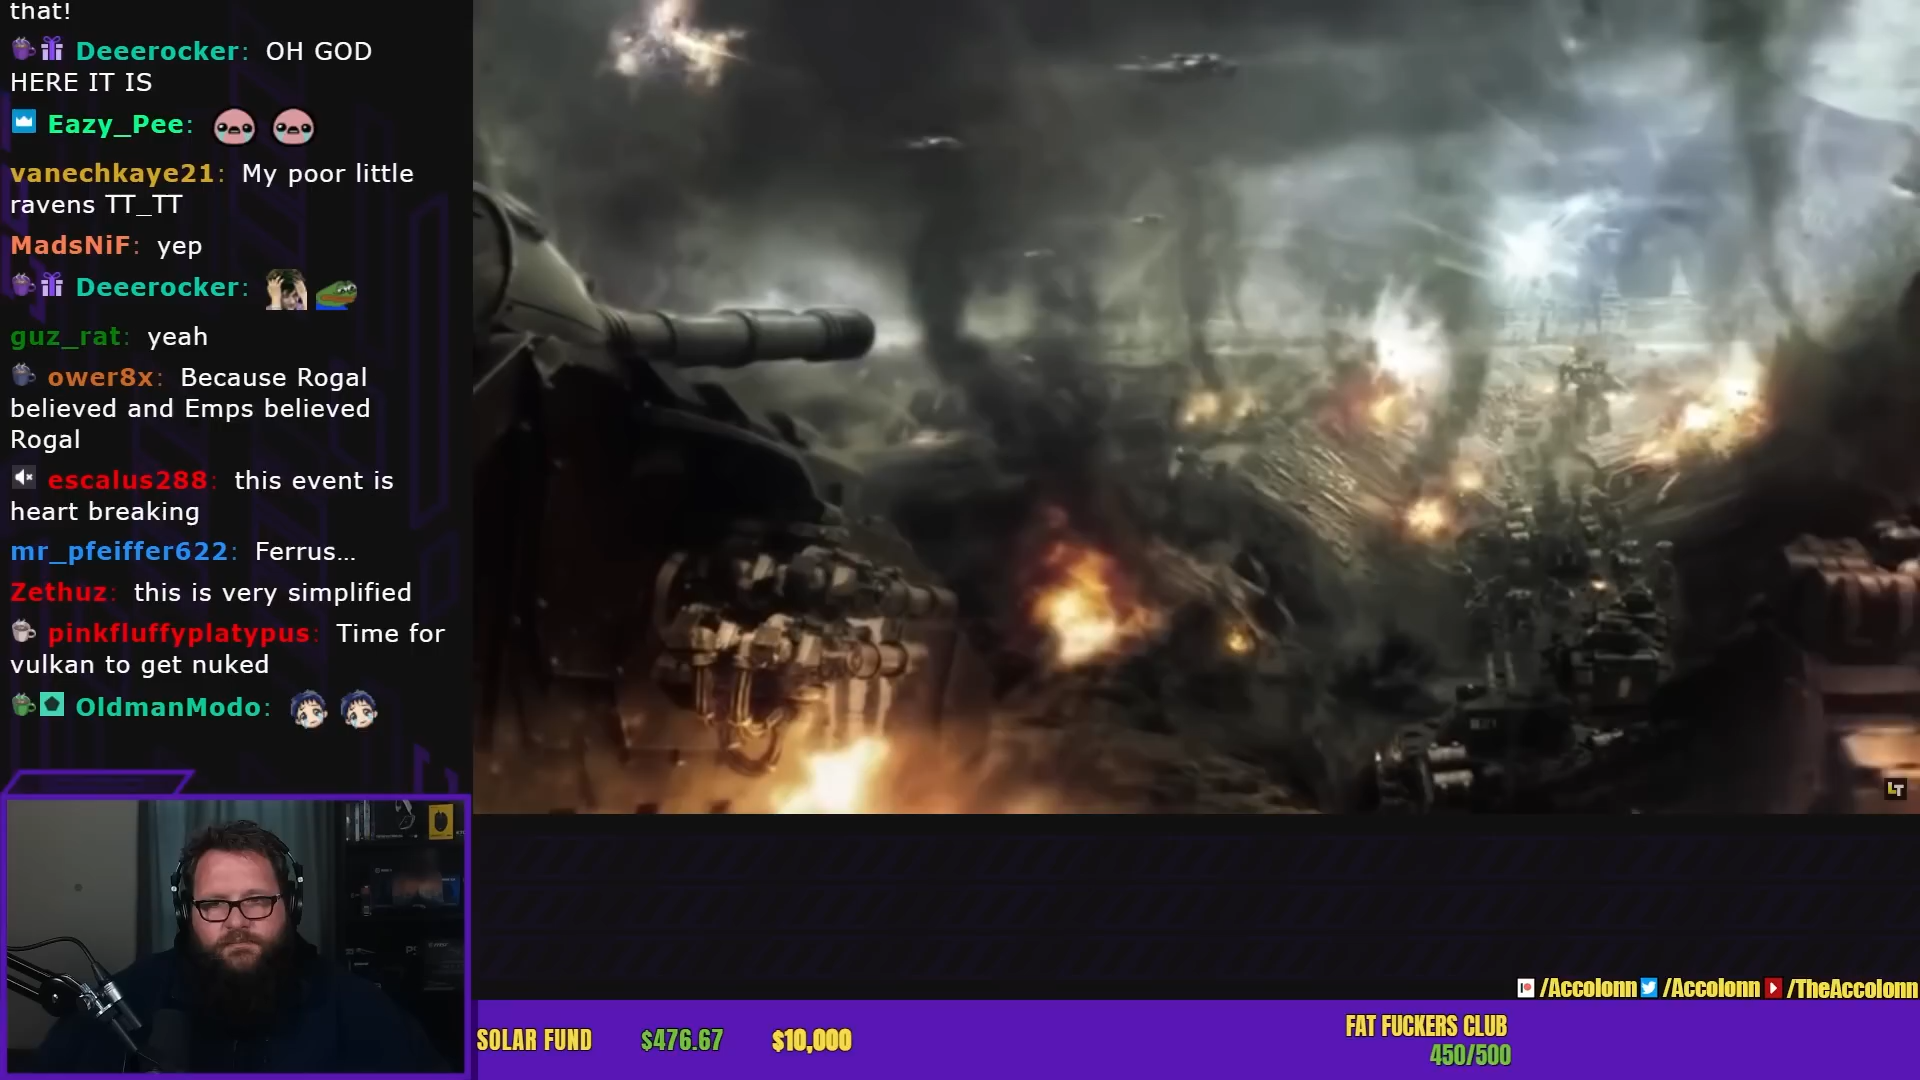 that!
Deeerocker: OH GOD
HERE IT IS
Eazy_Pee:
vanechkaye21: My poor little
ravens TT_TT
MadsNiF: yep
Deeerocker:
guz_rat: yeah
ower8x: Because Rogal
believed and Emps believed
Rogal
escalus288: this event is
heart breaking
mr_pfeiffer622: Ferrus...
Zethuz: this is very simplified
pinkfluffyplatypus: Time for
vulkan to get nuked
OldmanModo:
LT
/Accolonn /Accolonn /TheAccolonn
SOLAR FUND $476.67 $10,000
FAT FUCKERS CLUB
450/500